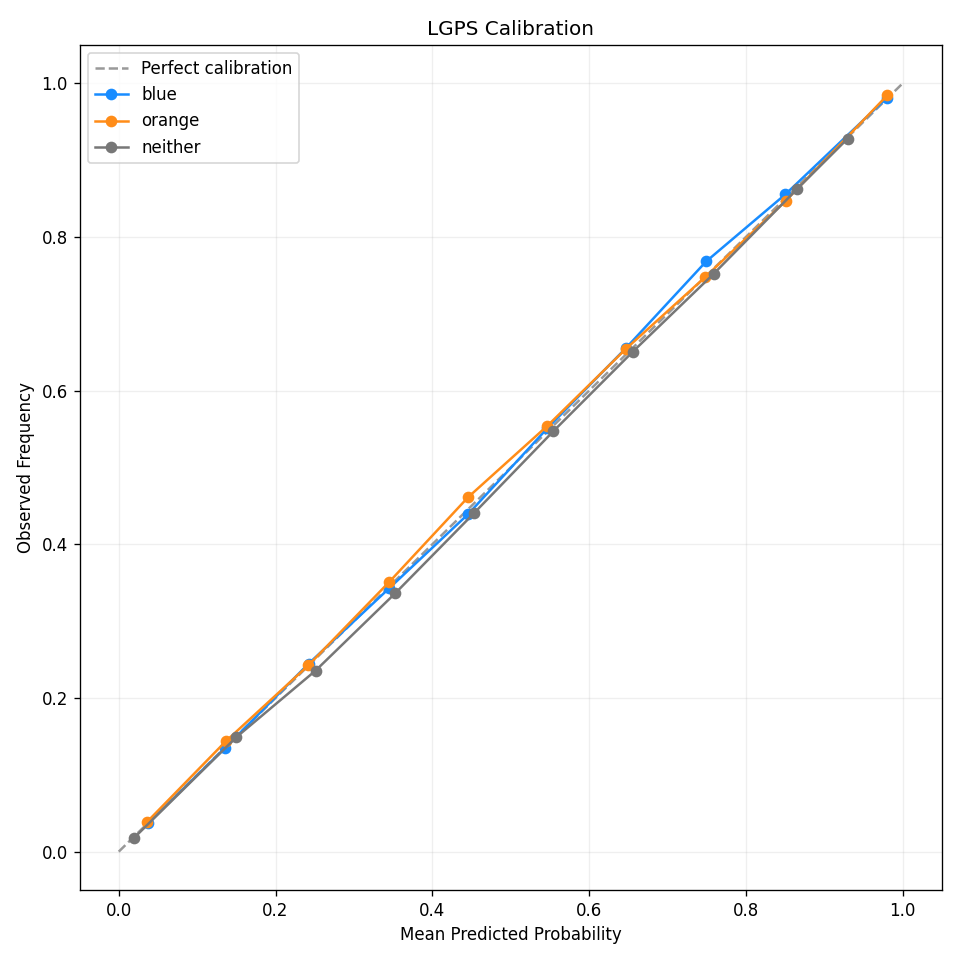 LGPS Calibration
Perfect calibration
blue
orange
neither
1.0
0.8
0.6
0.4
0.2
0.0
Observed Frequency
0.0 0.2 0.4 0.6 0.8 1.0
Mean Predicted Probability